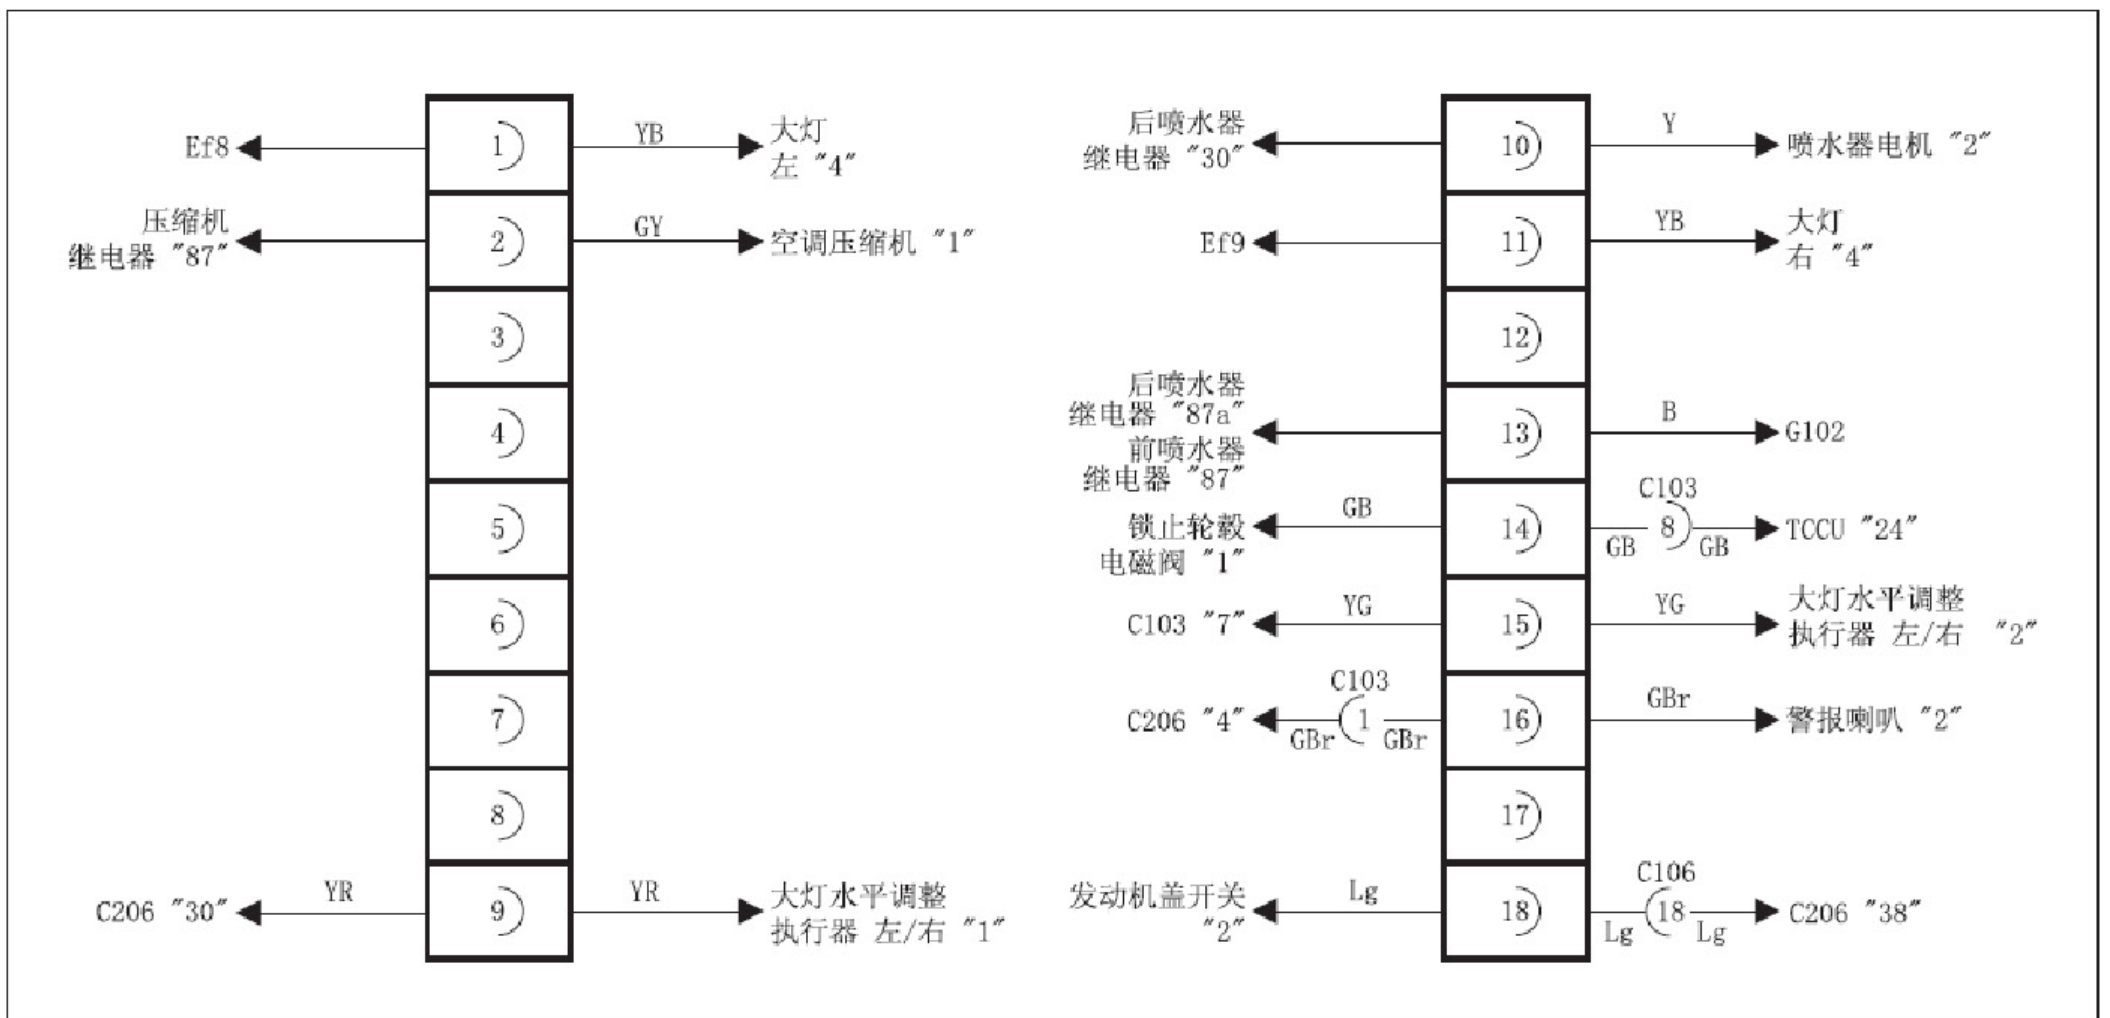 Ef8
1
YB
大灯
左 "4"
压缩机
继电器 "87"
2
GY
空调压缩机 "1"
3
4
5
6
7
8
C206 "30"
YR
9
YR
大灯水平调整
执行器 左/右 "1"
后喷水器
继电器 "30"
10
Y
喷水器电机 "2"
Ef9
11
YB
大灯
右 "4"
12
后喷水器
继电器 "87a"
前喷水器
继电器 "87"
13
B
G102
锁止轮毂
电磁阀 "1"
GB
14
C103
GB 8 GB
TCCU "24"
C103 "7"
YG
15
YG
大灯水平调整
执行器 左/右 "2"
C206 "4"
C103
GBr 1 GBr
16
GBr
警报喇叭 "2"
17
发动机盖开关
"2"
Lg
18
C106
Lg 18 Lg
C206 "38"